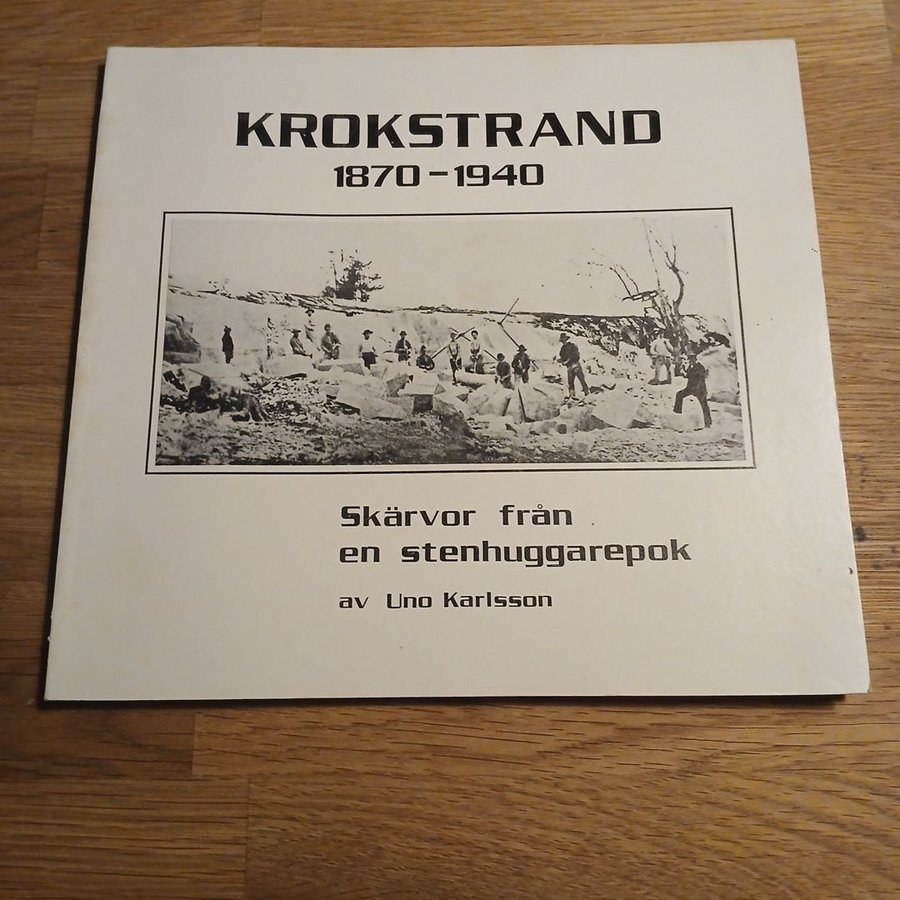 KROKSTRAND
1870-1940
Skärvor från
en stenhuggarepok
av Uno Karlsson